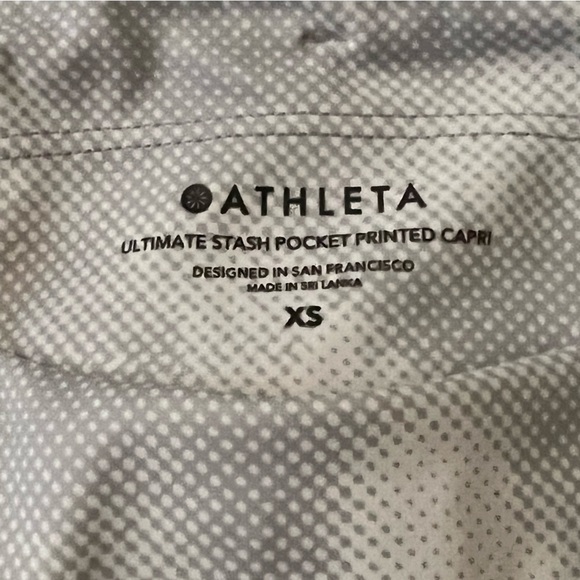 ATHLETA
ULTIMATE STASH POCKET PRINTED CAPRI
DESIGNED IN SAN FRANCISCO
MADE IN SRI LANKA
XS